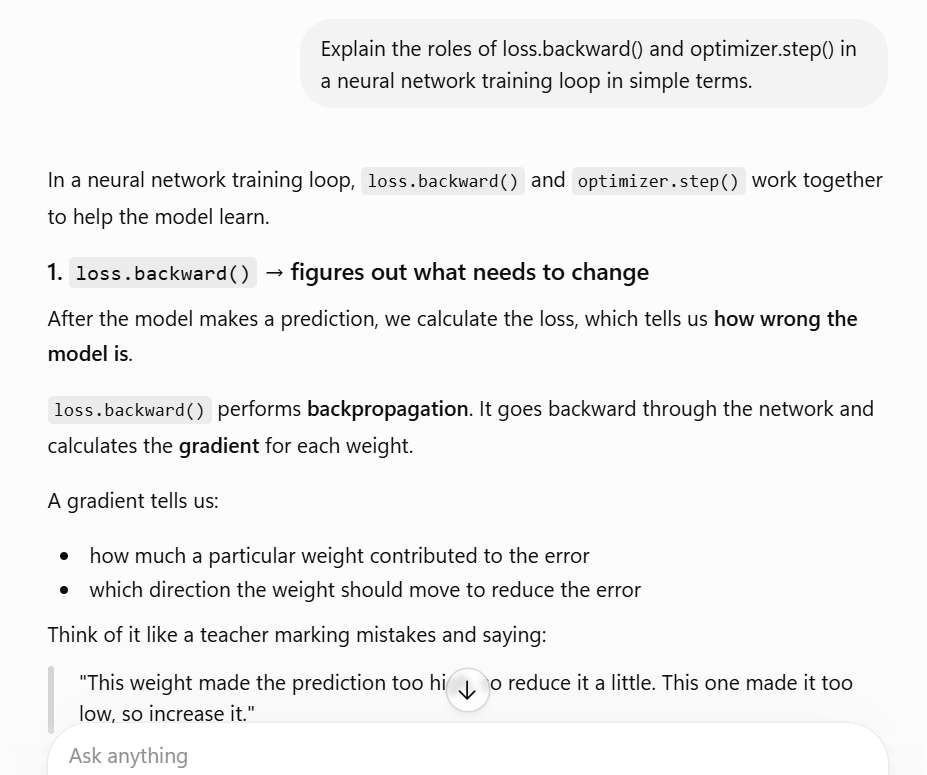 Explain the roles of loss.backward() and optimizer.step() in
a neural network training loop in simple terms.
In a neural network training loop, loss.backward() and optimizer.step() work together
to help the model learn.
1. loss.backward() → figures out what needs to change
After the model makes a prediction, we calculate the loss, which tells us how wrong the
model is.
loss.backward() performs backpropagation. It goes backward through the network and
calculates the gradient for each weight.
A gradient tells us:
• how much a particular weight contributed to the error
• which direction the weight should move to reduce the error
Think of it like a teacher marking mistakes and saying:
"This weight made the prediction too reduce it a little. This one made it too
low, so increase it."
Ask anything